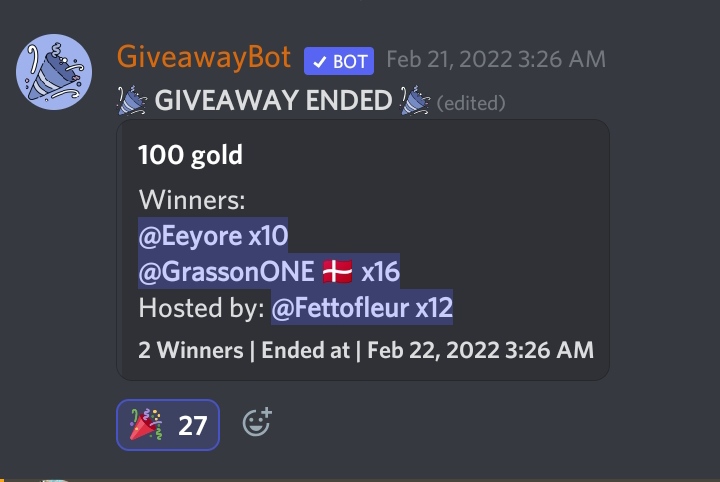 GiveawayBot ✓ BOT Feb 21, 2022 3:26 AM
🎉 GIVEAWAY ENDED 🎉 (edited)
100 gold
Winners:
@Eeyore x10
@GrassonONE 🇩🇰 x16
Hosted by: @Fettofleur x12
2 Winners | Ended at | Feb 22, 2022 3:26 AM
🎉 27